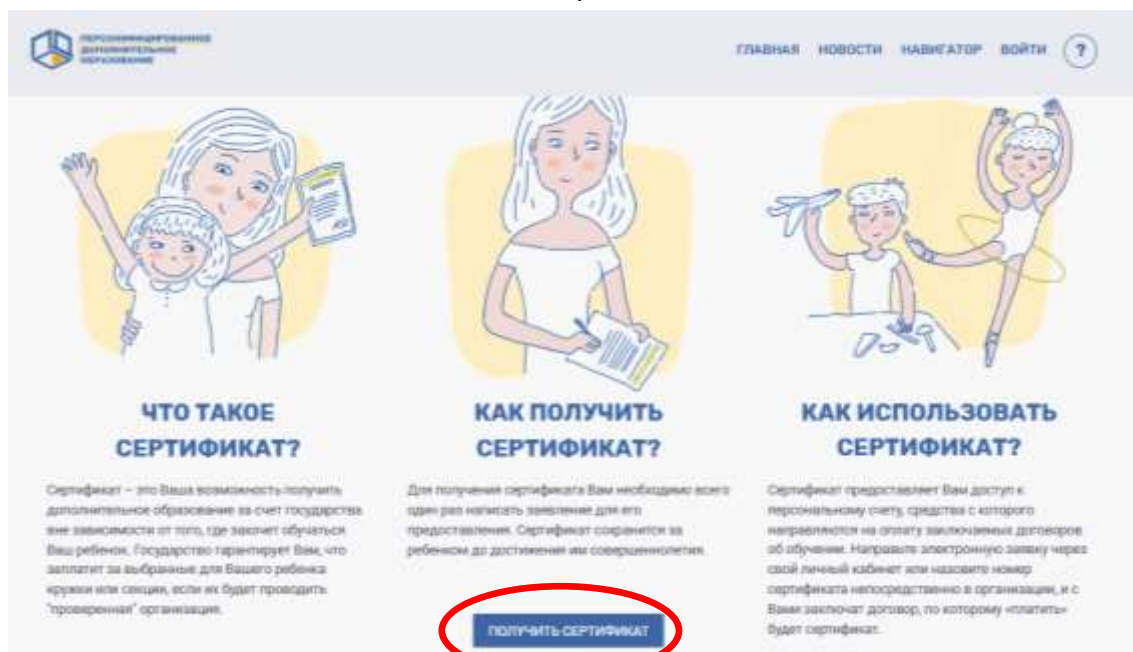 ПЕРСОНИФИЦИРОВАННОЕ
ДОПОЛНИТЕЛЬНОЕ
ОБРАЗОВАНИЕ
ГЛАВНАЯ НОВОСТИ НАВИГАТОР ВОЙТИ ?
ЧТО ТАКОЕ
СЕРТИФИКАТ?
Сертификат – это Ваша возможность получить
дополнительное образование за счет государства
вне зависимости от того, где захочет обучаться
Ваш ребенок. Государство гарантирует Вам, что
заплатит за выбранные для Вашего ребенка
кружки или секции, если их будет проводить
"проверенная" организация.
КАК ПОЛУЧИТЬ
СЕРТИФИКАТ?
Для получения сертификата Вам необходимо всего
один раз написать заявление для его
предоставления. Сертификат сохранится за
ребенком до достижения им совершеннолетия.
ПОЛУЧИТЬ СЕРТИФИКАТ
КАК ИСПОЛЬЗОВАТЬ
СЕРТИФИКАТ?
Сертификат предоставляет Вам доступ к
персональному счету, средства с которого
направляются на оплату заключаемых договоров
об обучении. Направьте электронную заявку через
свой личный кабинет или назовите номер
сертификата непосредственно в организации, и с
Вами заключат договор, по которому «платить»
будет сертификат.